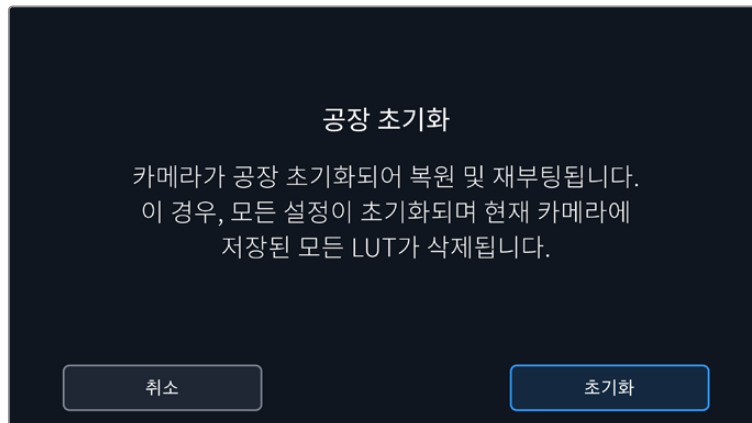 공장 초기화
카메라가 공장 초기화되어 복원 및 재부팅됩니다.
이 경우, 모든 설정이 초기화되며 현재 카메라에
저장된 모든 LUT가 삭제됩니다.
취소
초기화